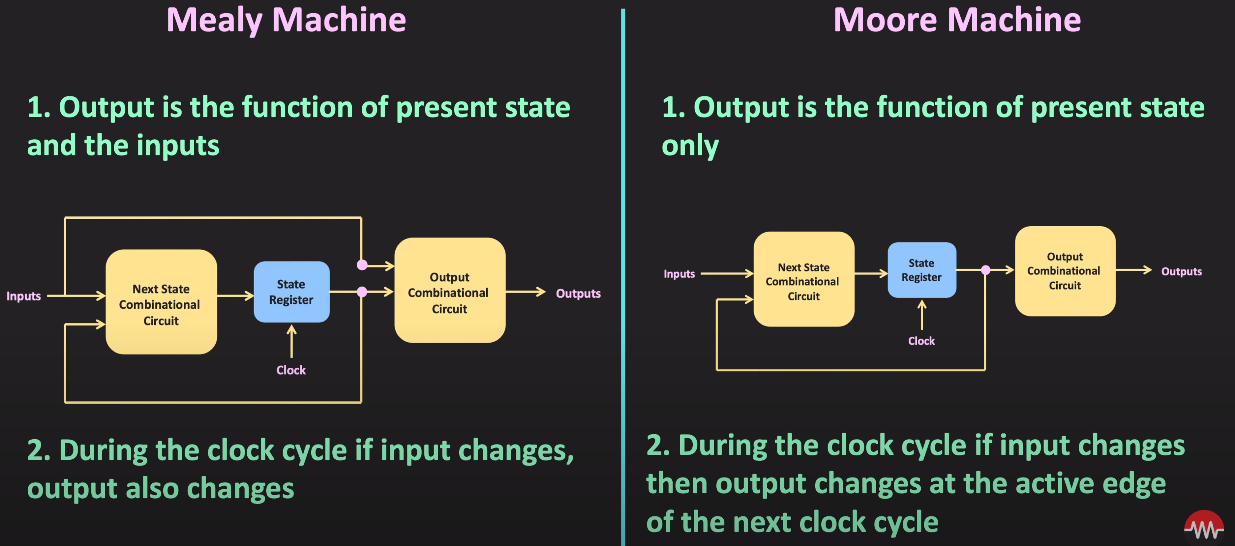 Mealy Machine
1. Output is the function of present state
and the inputs
Inputs
Next State
Combinational
Circuit
State
Register
Clock
Output
Combinational
Circuit
Outputs
2. During the clock cycle if input changes,
output also changes
Moore Machine
1. Output is the function of present state
only
Inputs
Next State
Combinational
Circuit
State
Register
Clock
Output
Combinational
Circuit
Outputs
2. During the clock cycle if input changes
then output changes at the active edge
of the next clock cycle